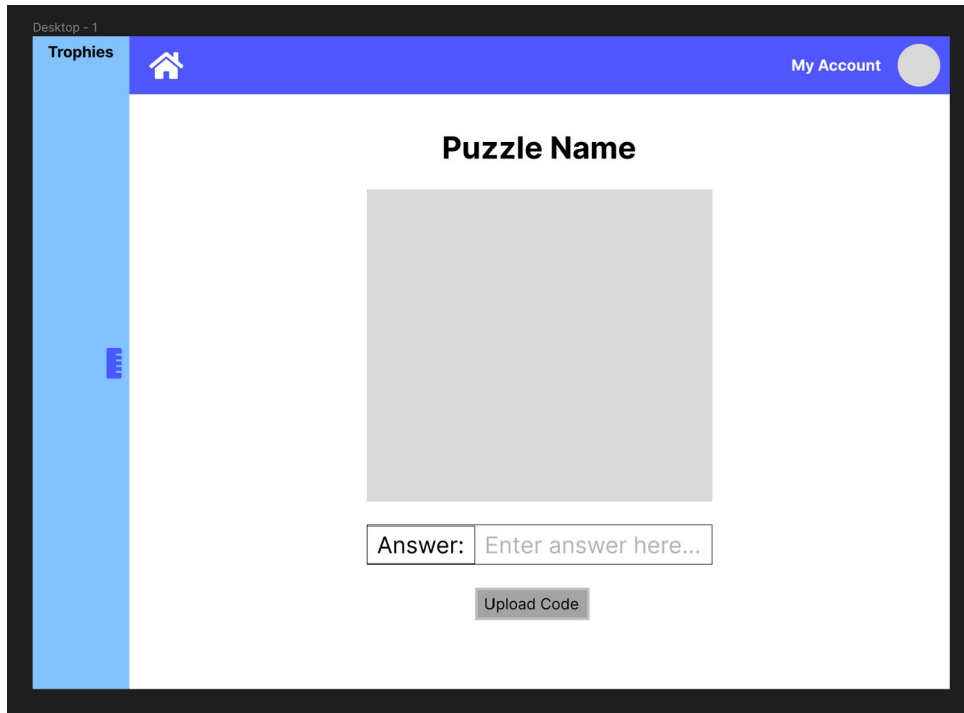 Desktop - 1
Trophies
My Account
Puzzle Name
Answer: Enter answer here...
Upload Code